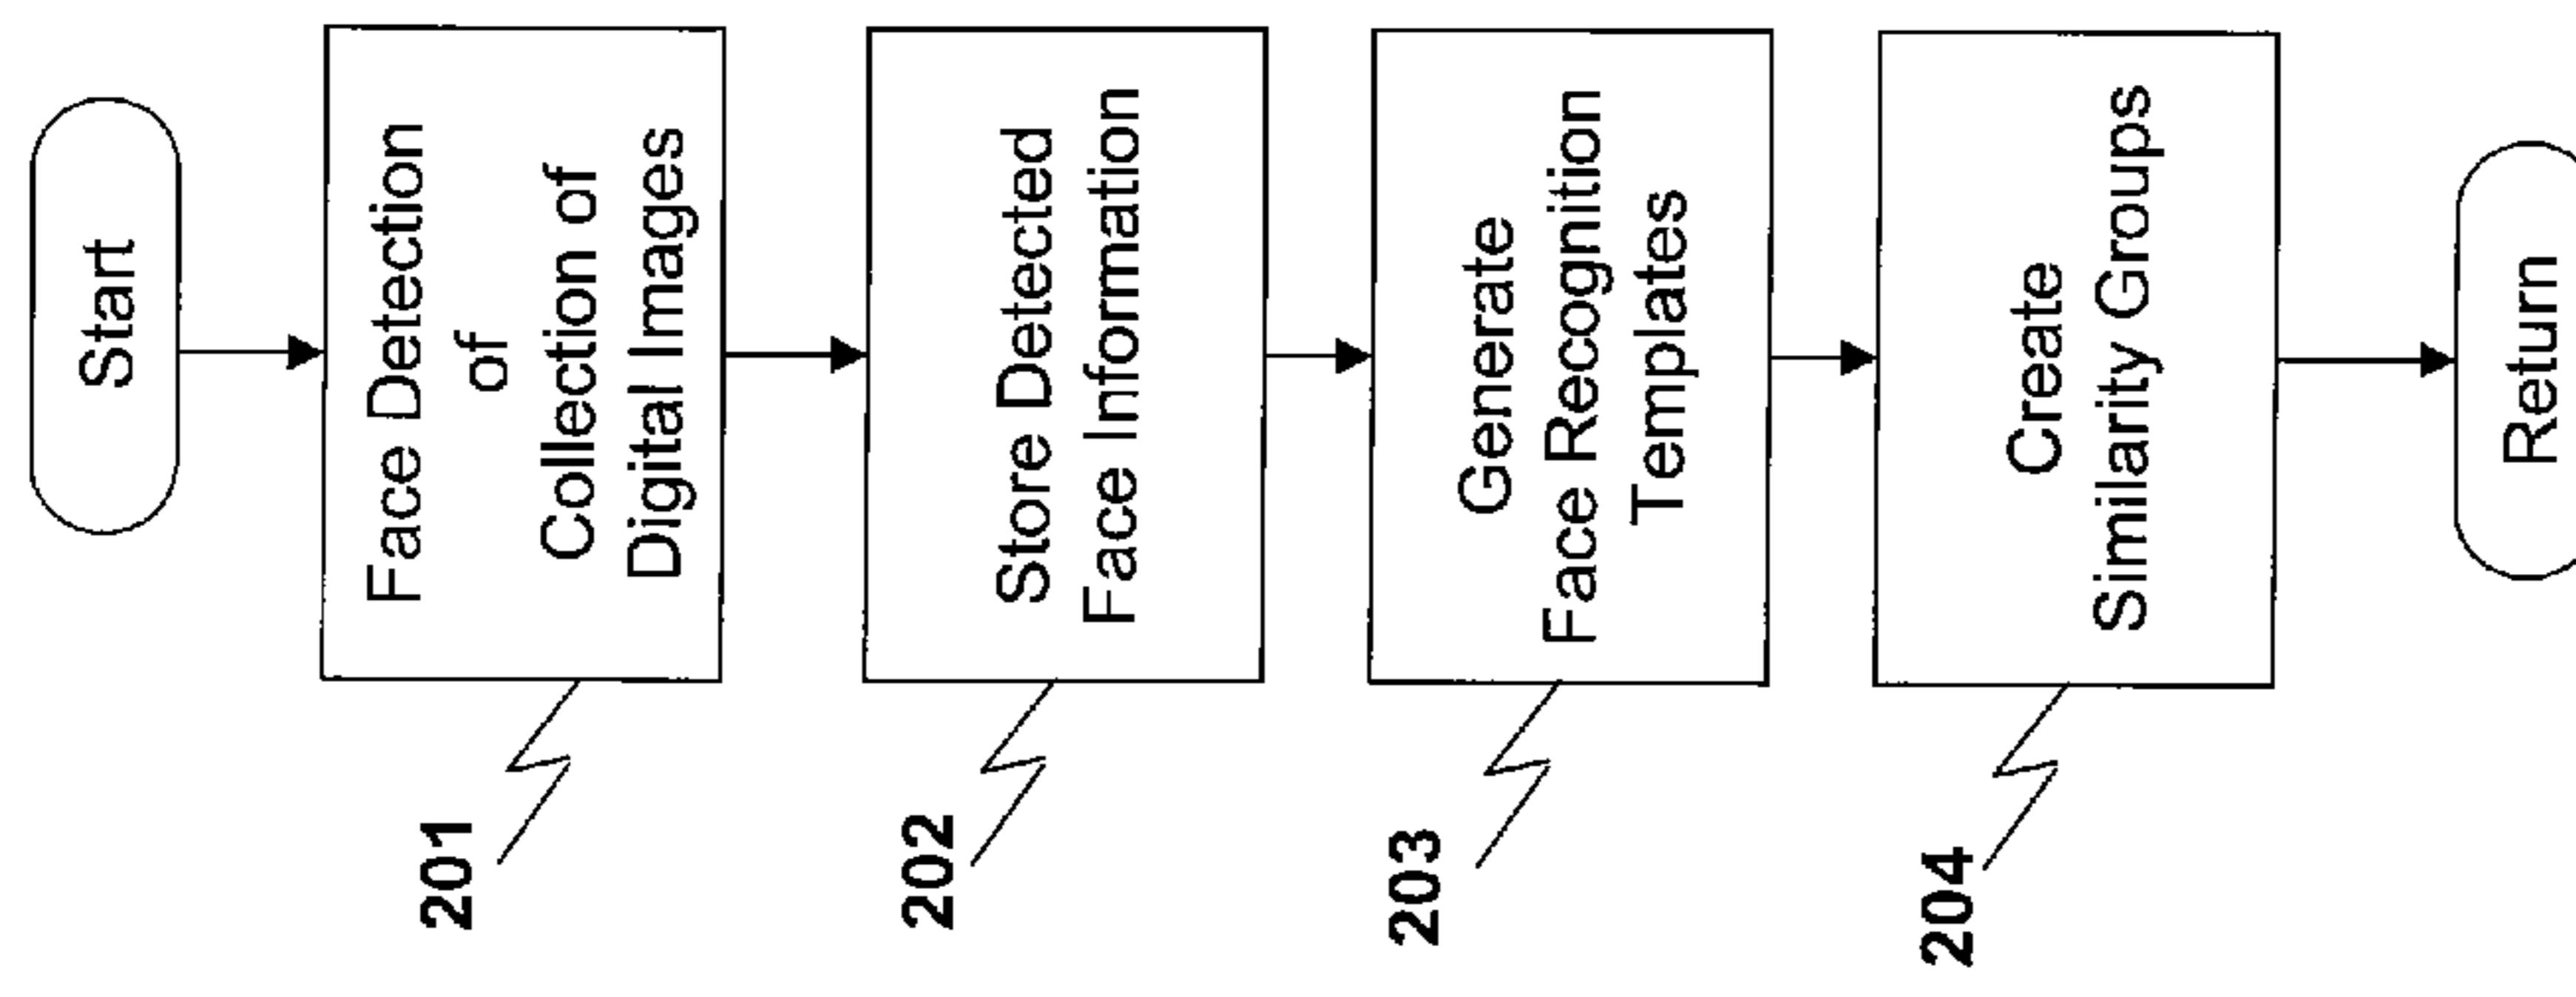 Start
Face Detection
of
Collection of
Digital Images
201
Store Detected
Face Information
202
Generate
Face Recognition
Templates
203
Create
Similarity Groups
204
Return